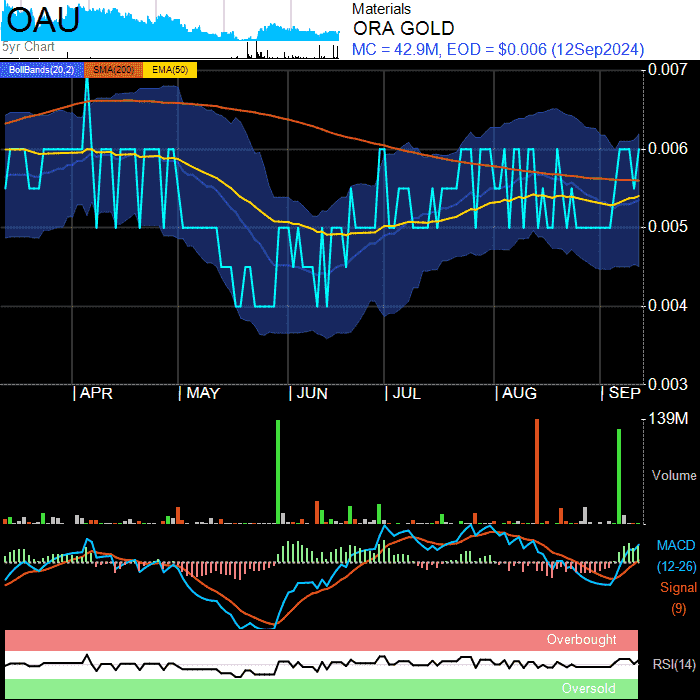 OAU
5yr Chart
Materials
ORA GOLD
MC = 42.9M, EOD = $0.006 (12Sep2024)
BollBands(20,2) SMA(200) EMA(50)
0.007
0.006
0.005
0.004
0.003
APR MAY JUN JUL AUG SEP
139M
Volume
MACD
(12-26)
Signal
(9)
Overbought
RSI(14)
Oversold